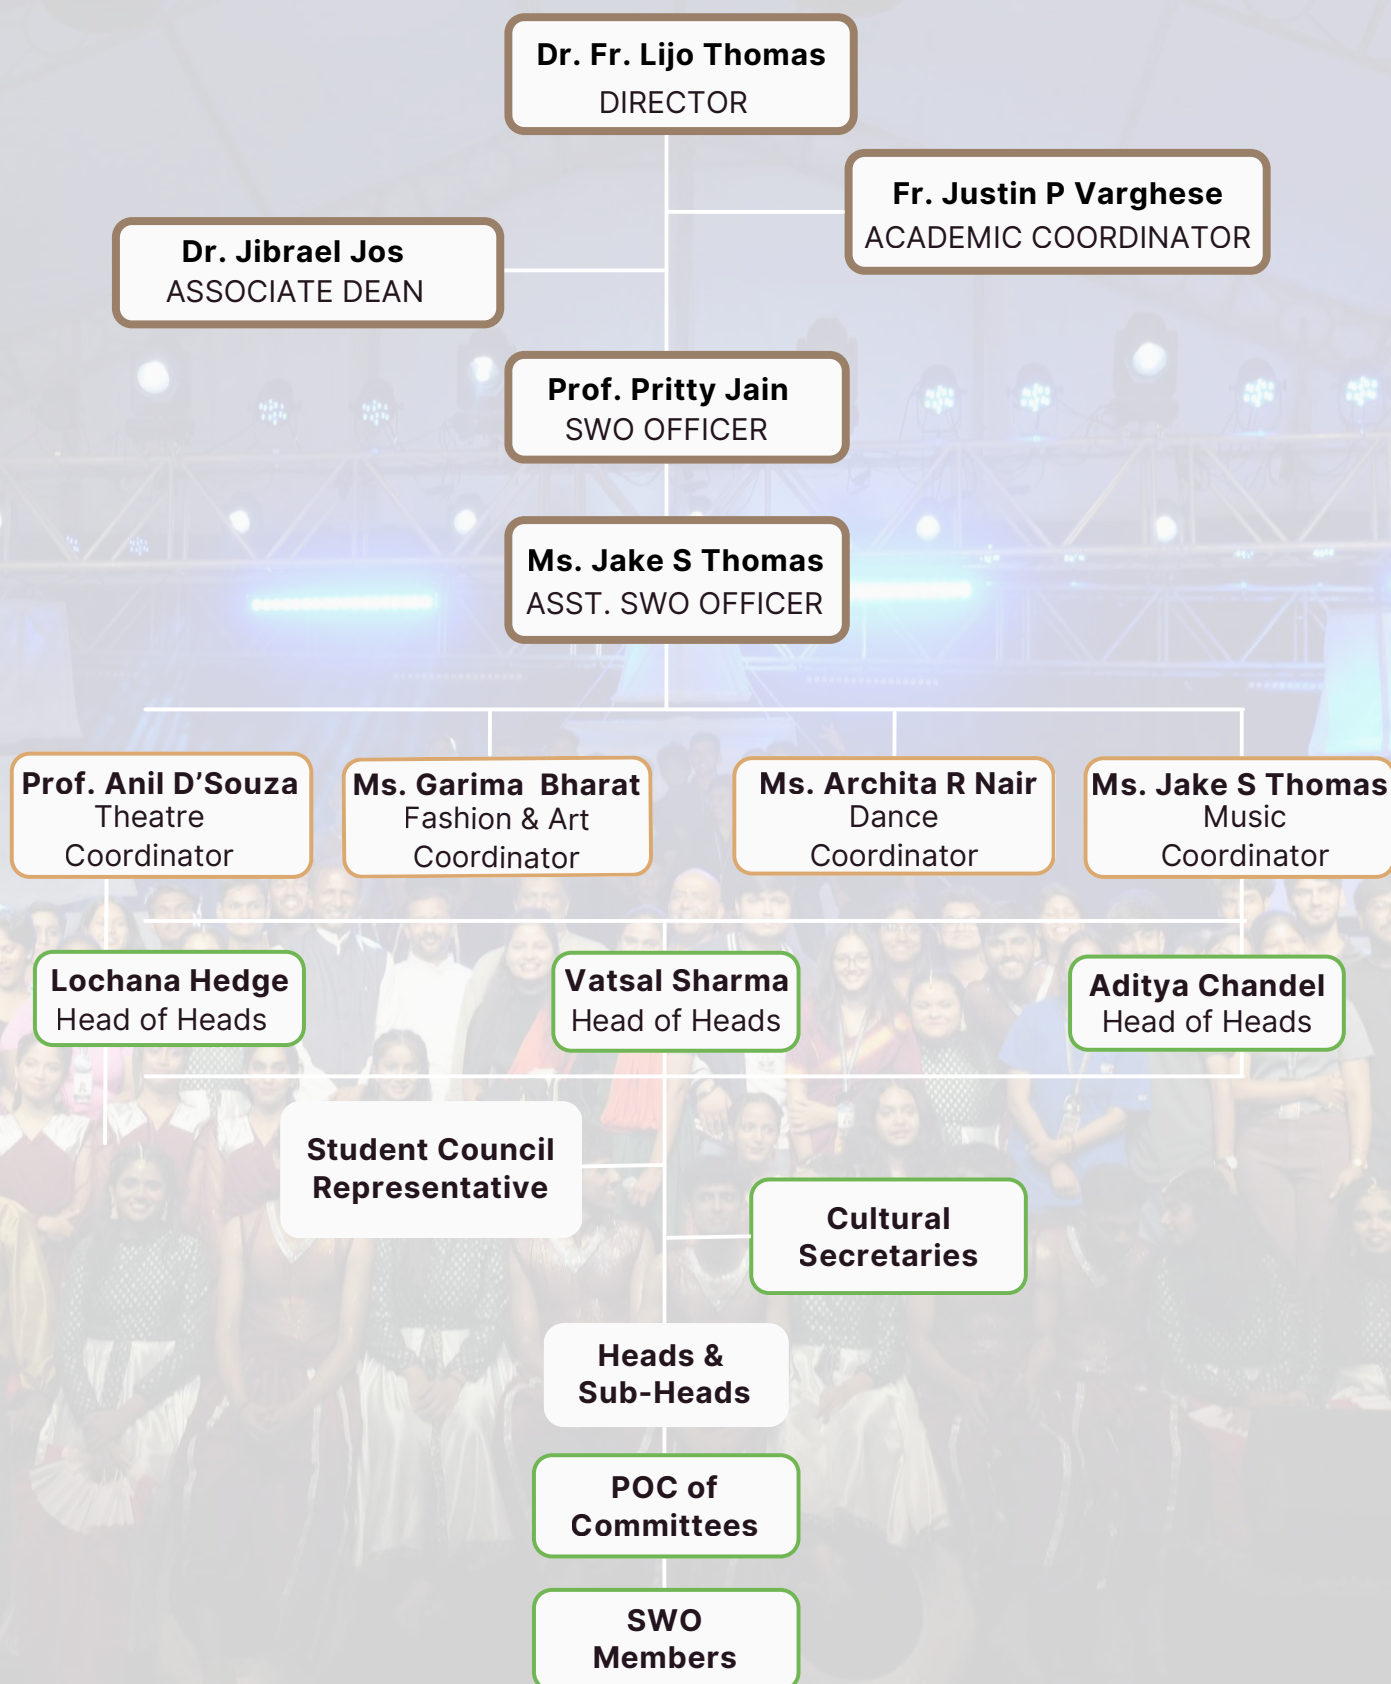 Dr. Fr. Lijo Thomas
DIRECTOR
Fr. Justin P Varghese
ACADEMIC COORDINATOR
Dr. Jibrael Jos
ASSOCIATE DEAN
Prof. Pritty Jain
SWO OFFICER
Ms. Jake S Thomas
ASST. SWO OFFICER
Prof. Anil D’Souza
Theatre
Coordinator
Ms. Garima Bharat
Fashion & Art
Coordinator
Ms. Archita R Nair
Dance
Coordinator
Ms. Jake S Thomas
Music
Coordinator
Lochana Hedge
Head of Heads
Vatsal Sharma
Head of Heads
Aditya Chandel
Head of Heads
Student Council
Representative
Cultural
Secretaries
Heads &
Sub-Heads
POC of
Committees
SWO
Members